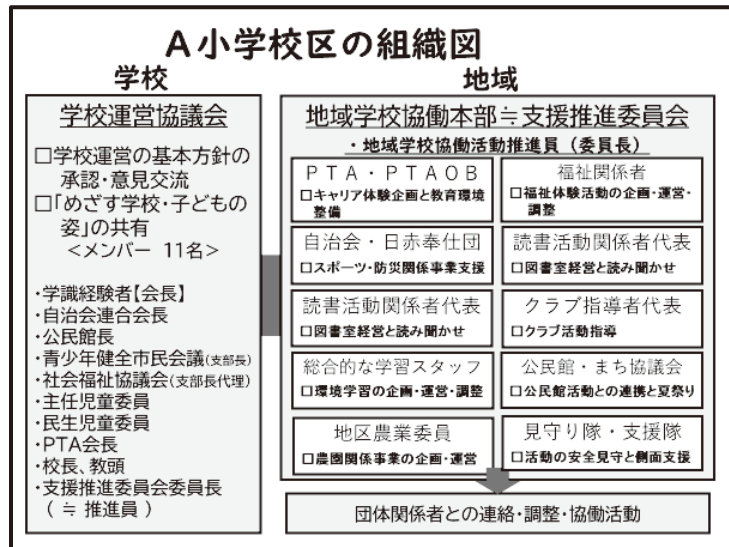 A小学校区の組織図
学校
地域
学校運営協議会
□学校運営の基本方針の
承認・意見交流
□「めざす学校・子どもの
姿」の共有
<メンバー 11名>
・学識経験者【会長】
・自治会連合会長
・公民館長
・青少年健全市民会議(支部長)
・社会福祉協議会(支部長代理)
・主任児童委員
・民生児童委員
・PTA会長
・校長、教頭
・支援推進委員会委員長
(≒推進員)
地域学校協働本部≒支援推進委員会
・地域学校協働活動推進員(委員長)
PTA・PTAOB
□キャリア体験企画と教育環境
整備
福祉関係者
□福祉体験活動の企画・運営・
調整
自治会・日赤奉仕団
□スポーツ・防災関係事業支援
読書活動関係者代表
□図書室経営と読み聞かせ
読書活動関係者代表
□図書室経営と読み聞かせ
クラブ指導者代表
□クラブ活動指導
総合的な学習スタッフ
□環境学習の企画・運営・調整
公民館・まち協議会
□公民館活動との連携と夏祭り
地区農業委員
□農園関係事業の企画・運営
見守り隊・支援隊
□活動の安全見守と側面支援
団体関係者との連絡・調整・協働活動